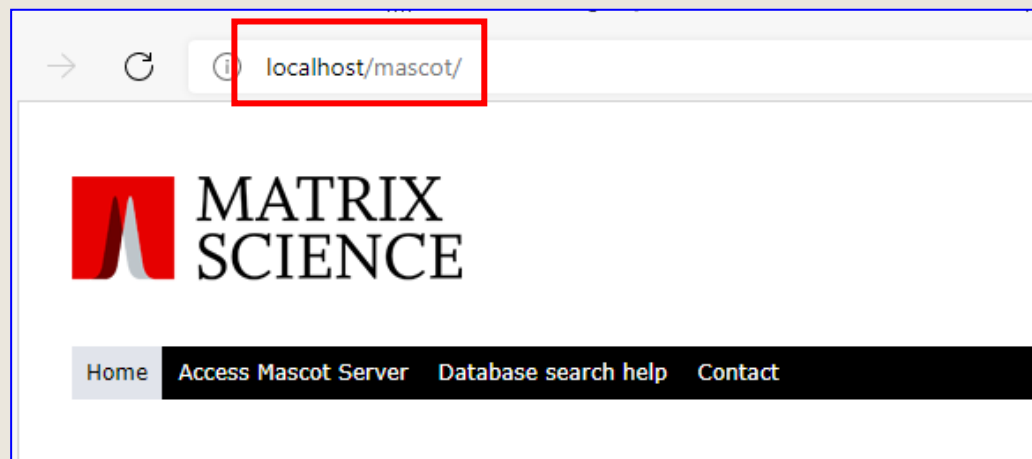 localhost/mascot/
MATRIX
SCIENCE
Home Access Mascot Server Database search help Contact